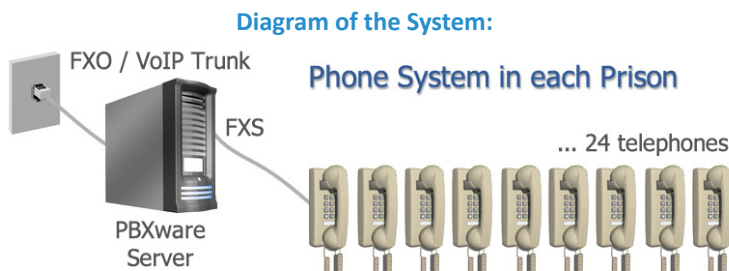 Diagram of the System:
FXO / VoIP Trunk
Phone System in each Prison
FXS
... 24 telephones
PBXware
Server